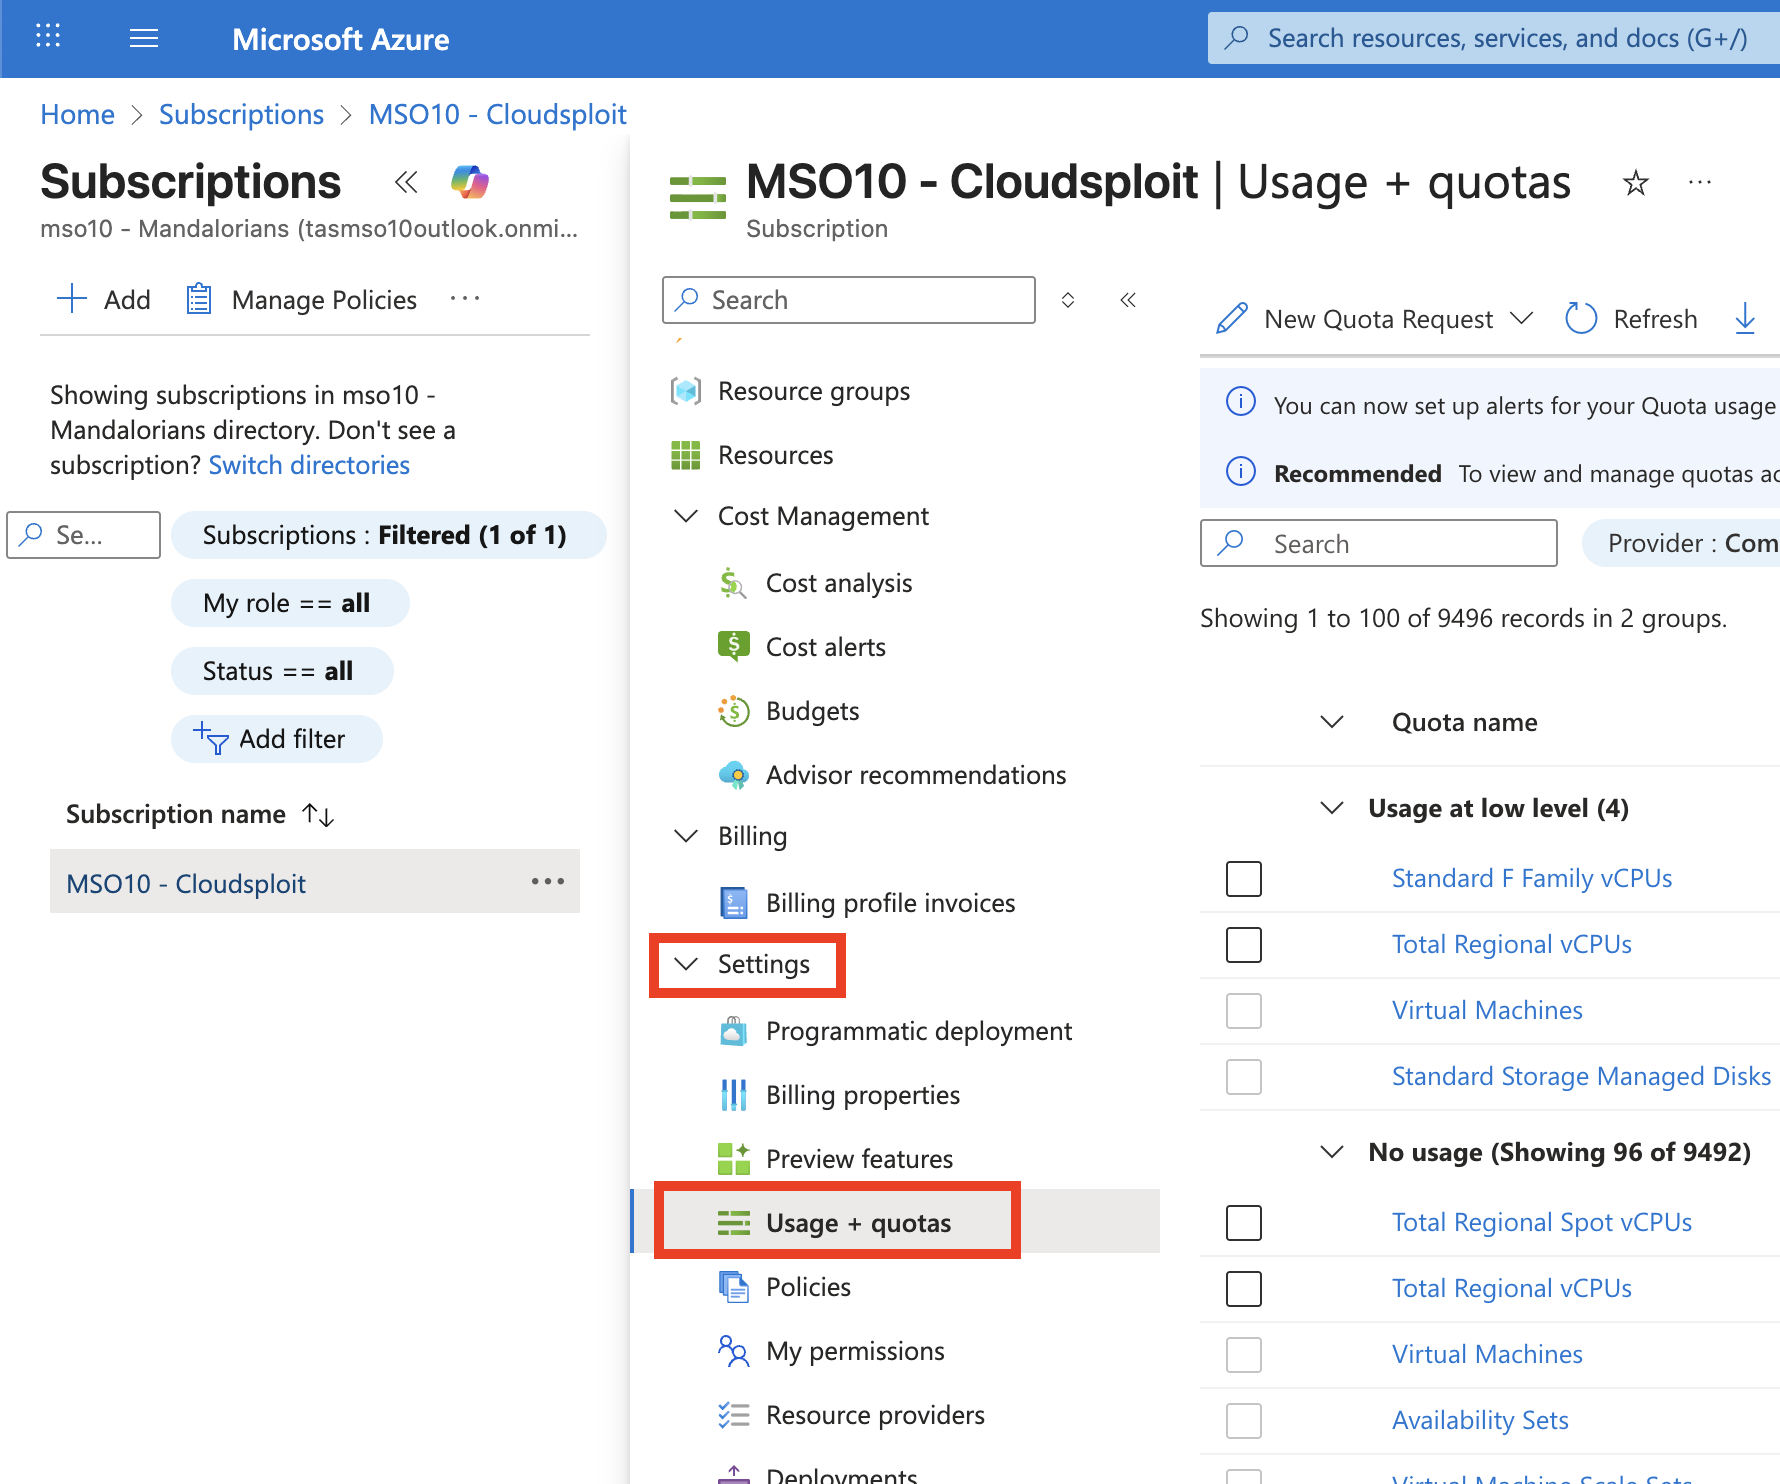 Microsoft Azure
Search resources, services, and docs (G+/)
Home > Subscriptions > MSO10 - Cloudsploit
Subscriptions
mso10 - Mandalorians (tasmso10outlook.onmi...
Add
Manage Policies
Showing subscriptions in mso10 -
Mandalorians directory. Don't see a
subscription? Switch directories
Se...
Subscriptions : Filtered (1 of 1)
My role == all
Status == all
Add filter
Subscription name
MSO10 - Cloudsploit
MSO10 - Cloudsploit | Usage + quotas
Subscription
Search
Resource groups
Resources
Cost Management
Cost analysis
Cost alerts
Budgets
Advisor recommendations
Billing
Billing profile invoices
Settings
Programmatic deployment
Billing properties
Preview features
Usage + quotas
Policies
My permissions
Resource providers
Deployments
New Quota Request
Refresh
You can now set up alerts for your Quota usage
Recommended To view and manage quotas ac
Search
Provider : Com
Showing 1 to 100 of 9496 records in 2 groups.
Quota name
Usage at low level (4)
Standard F Family vCPUs
Total Regional vCPUs
Virtual Machines
Standard Storage Managed Disks
No usage (Showing 96 of 9492)
Total Regional Spot vCPUs
Total Regional vCPUs
Virtual Machines
Availability Sets
Virtual Machine Scale Sets